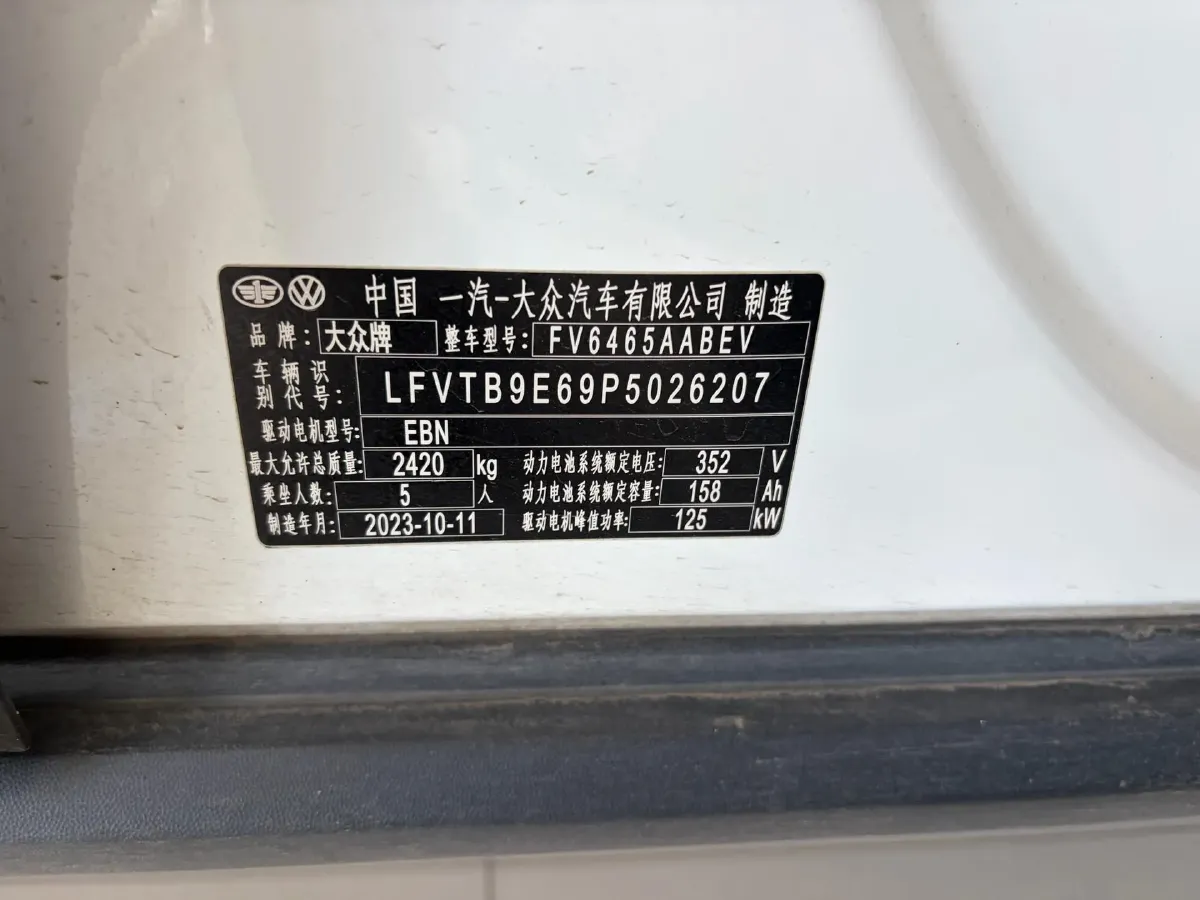 中国 一汽-大众汽车有限公司 制造
品牌: 大众牌 整车型号: FV6465AABEV
车辆识别代号: LFVTB9E69P5026207
驱动电机型号: EBN
最大允许总质量: 2420 kg 动力电池系统额定电压: 352 V
乘坐人数: 5 人 动力电池系统额定容量: 158 Ah
制造年月: 2023-10-11 驱动电机峰值功率: 125 kW